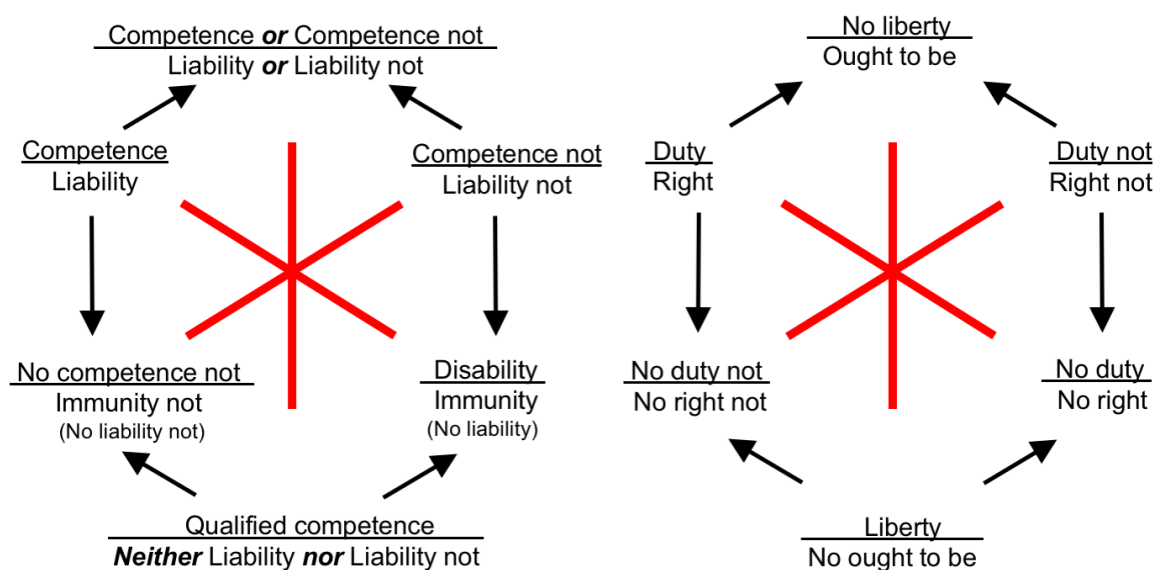 Competence or Competence not
Liability or Liability not
Competence
Liability
Competence not
Liability not
No competence not
Immunity not
(No liability not)
Disability
Immunity
(No liability)
Qualified competence
Neither Liability nor Liability not
No liberty
Ought to be
Duty
Right
Duty not
Right not
No duty not
No right not
No duty
No right
Liberty
No ought to be